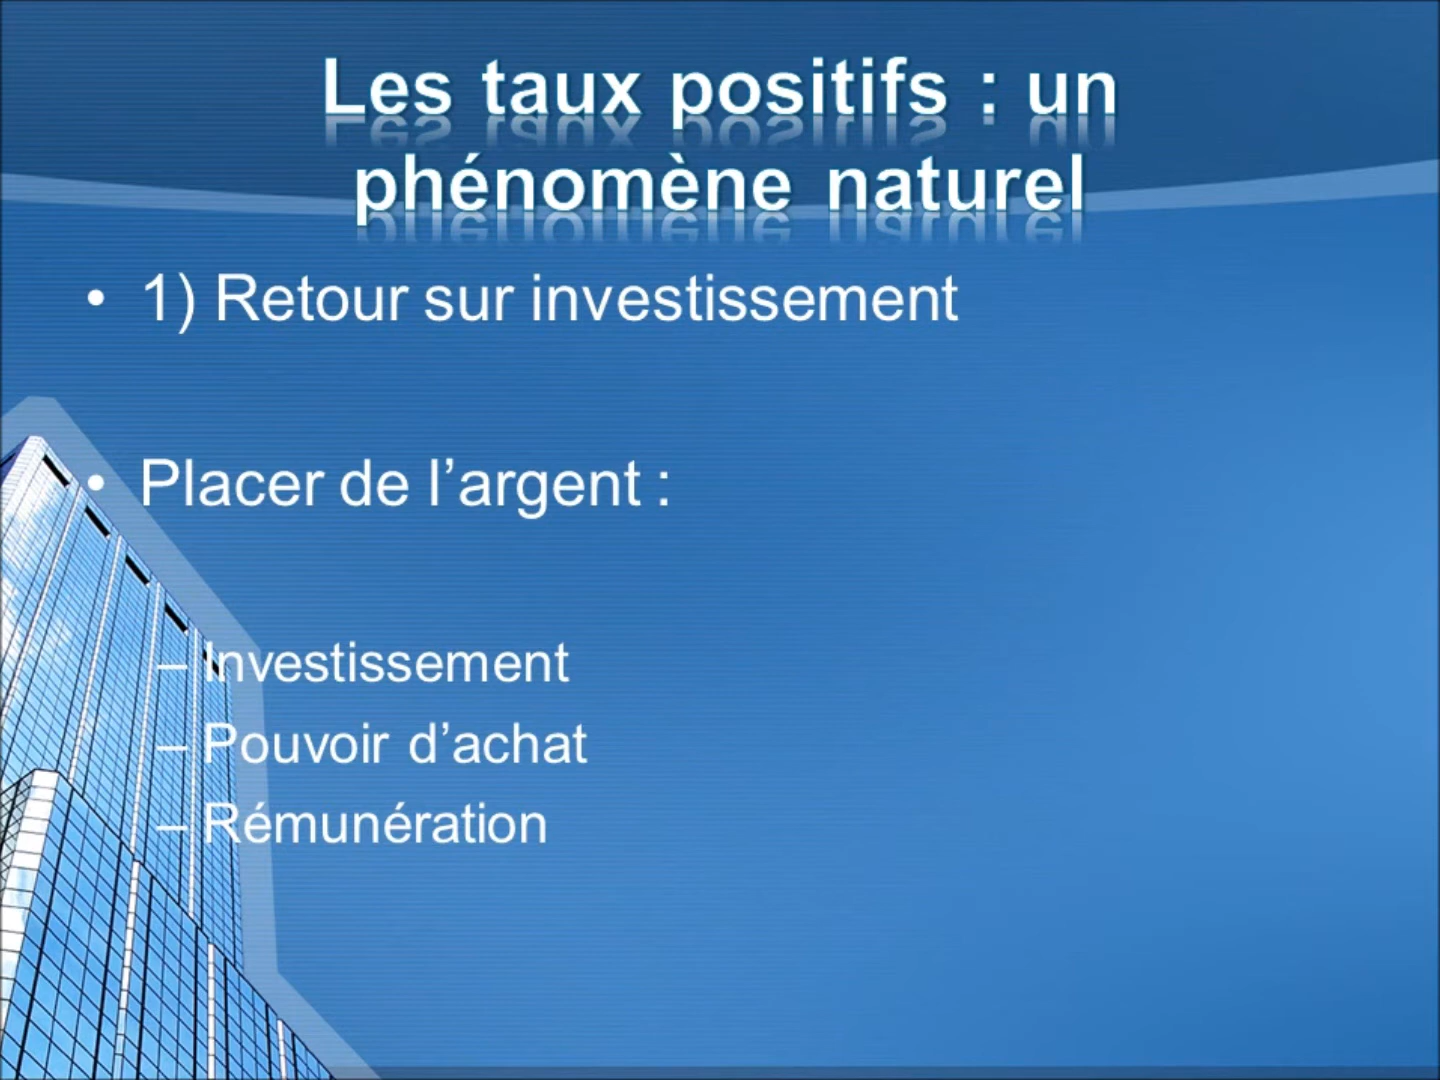 Les taux positifs : un
phénomène naturel
• 1) Retour sur investissement
• Placer de l’argent :
– Investissement
– Pouvoir d’achat
– Rémunération